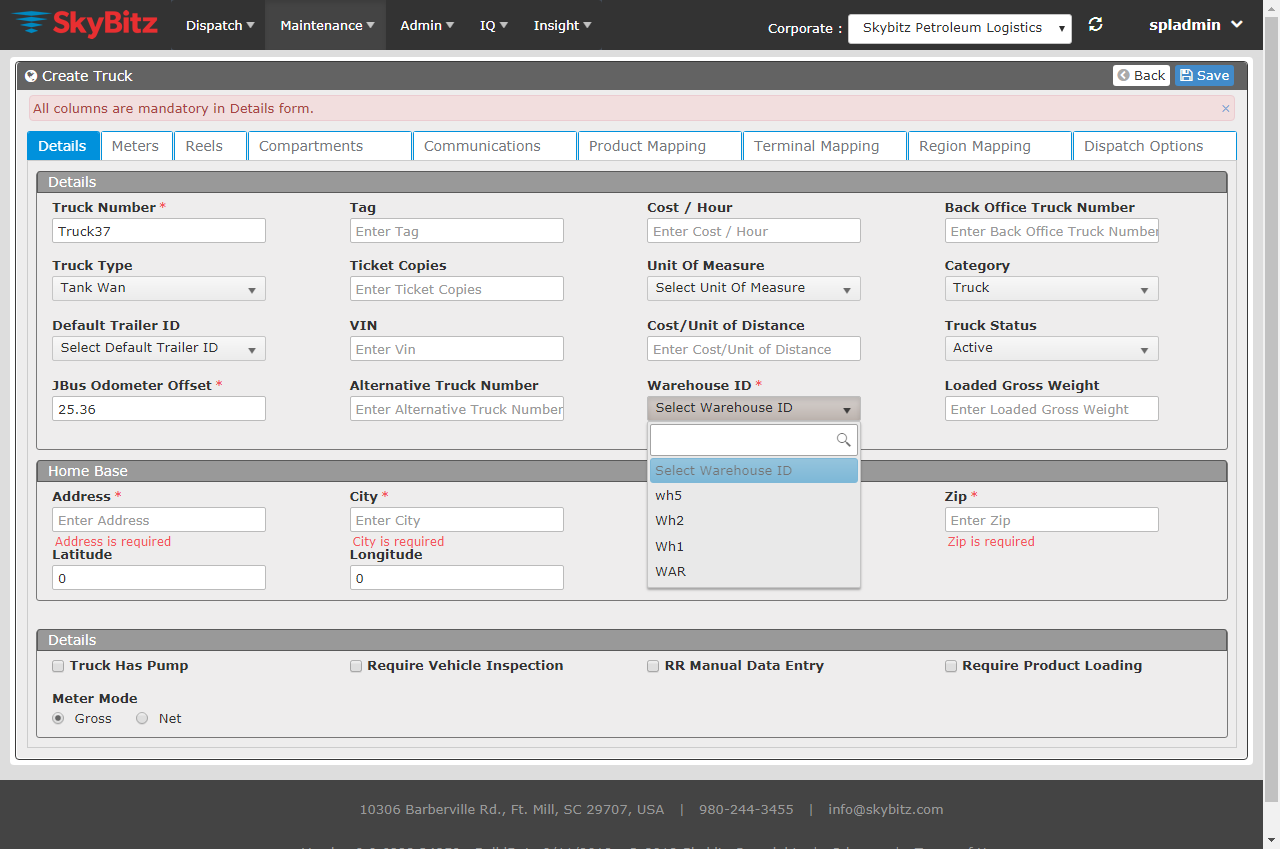 SkyBitz Dispatch Maintenance Admin IQ Insight Corporate : Skybitz Petroleum Logistics spladmin
Create Truck Back Save
All columns are mandatory in Details form. ×
Details Meters Reels Compartments Communications Product Mapping Terminal Mapping Region Mapping Dispatch Options
Details
Truck Number * Tag Cost / Hour Back Office Truck Number
Truck37 Enter Tag Enter Cost / Hour Enter Back Office Truck Number
Truck Type Ticket Copies Unit Of Measure Category
Tank Wan Enter Ticket Copies Select Unit Of Measure Truck
Default Trailer ID VIN Cost/Unit of Distance Truck Status
Select Default Trailer ID Enter Vin Enter Cost/Unit of Distance Active
JBus Odometer Offset * Alternative Truck Number Warehouse ID * Loaded Gross Weight
25.36 Enter Alternative Truck Number Select Warehouse ID Enter Loaded Gross Weight
Home Base
Select Warehouse ID
Address * City * wh5 Zip *
Enter Address Enter City Wh2 Enter Zip
Address is required City is required Wh1 Zip is required
Latitude Longitude
0 0 WAR
Details
Truck Has Pump Require Vehicle Inspection RR Manual Data Entry Require Product Loading
Meter Mode
Gross Net
10306 Barberville Rd., Ft. Mill, SC 29707, USA | 980-244-3455 | info@skybitz.com